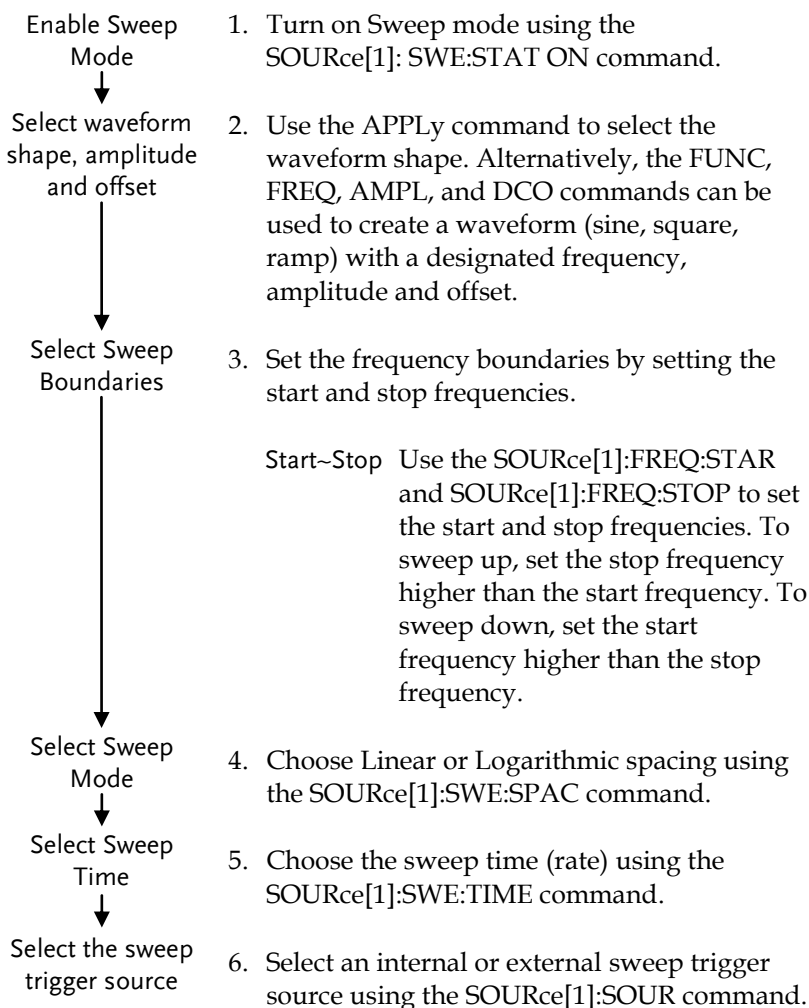 Enable Sweep
Mode
1. Turn on Sweep mode using the
SOURce[1]: SWE:STAT ON command.
Select waveform
shape, amplitude
and offset
2. Use the APPLy command to select the
waveform shape. Alternatively, the FUNC,
FREQ, AMPL, and DCO commands can be
used to create a waveform (sine, square,
ramp) with a designated frequency,
amplitude and offset.
Select Sweep
Boundaries
3. Set the frequency boundaries by setting the
start and stop frequencies.
Start~Stop Use the SOURce[1]:FREQ:STAR
and SOURce[1]:FREQ:STOP to set
the start and stop frequencies. To
sweep up, set the stop frequency
higher than the start frequency. To
sweep down, set the start
frequency higher than the stop
frequency.
Select Sweep
Mode
4. Choose Linear or Logarithmic spacing using
the SOURce[1]:SWE:SPAC command.
Select Sweep
Time
5. Choose the sweep time (rate) using the
SOURce[1]:SWE:TIME command.
Select the sweep
trigger source
6. Select an internal or external sweep trigger
source using the SOURce[1]:SOUR command.